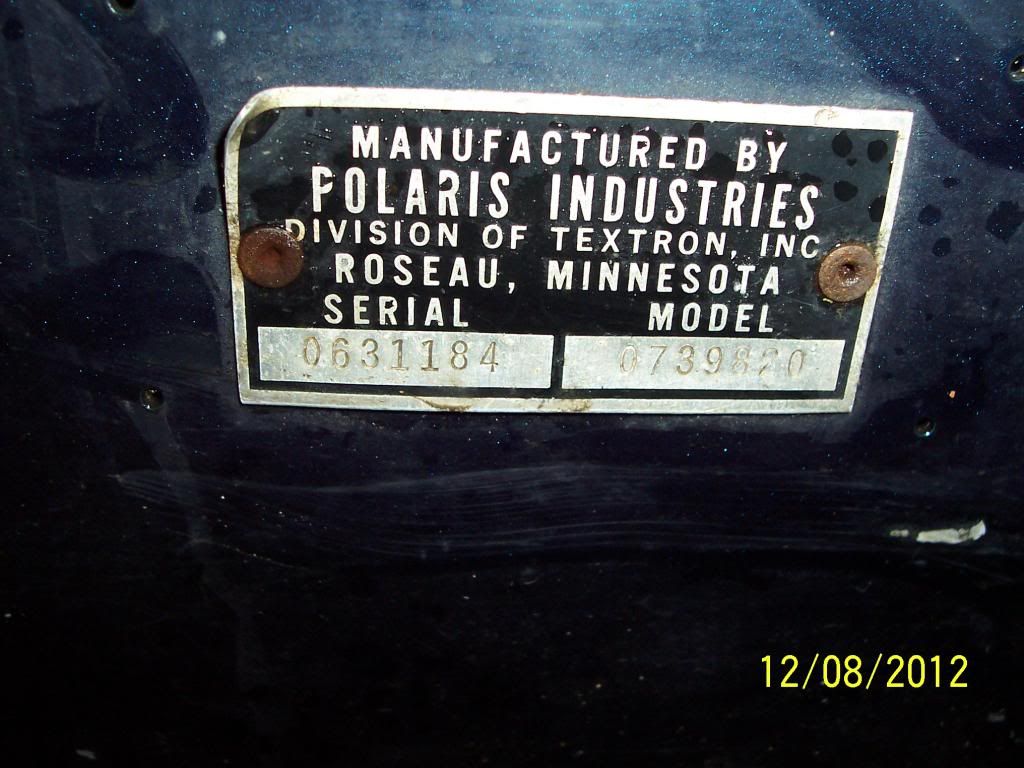 MANUFACTURED BY
POLARIS INDUSTRIES
DIVISION OF TEXTRON, INC
ROSEAU, MINNESOTA
SERIAL MODEL
0631184 0739820
12/08/2012